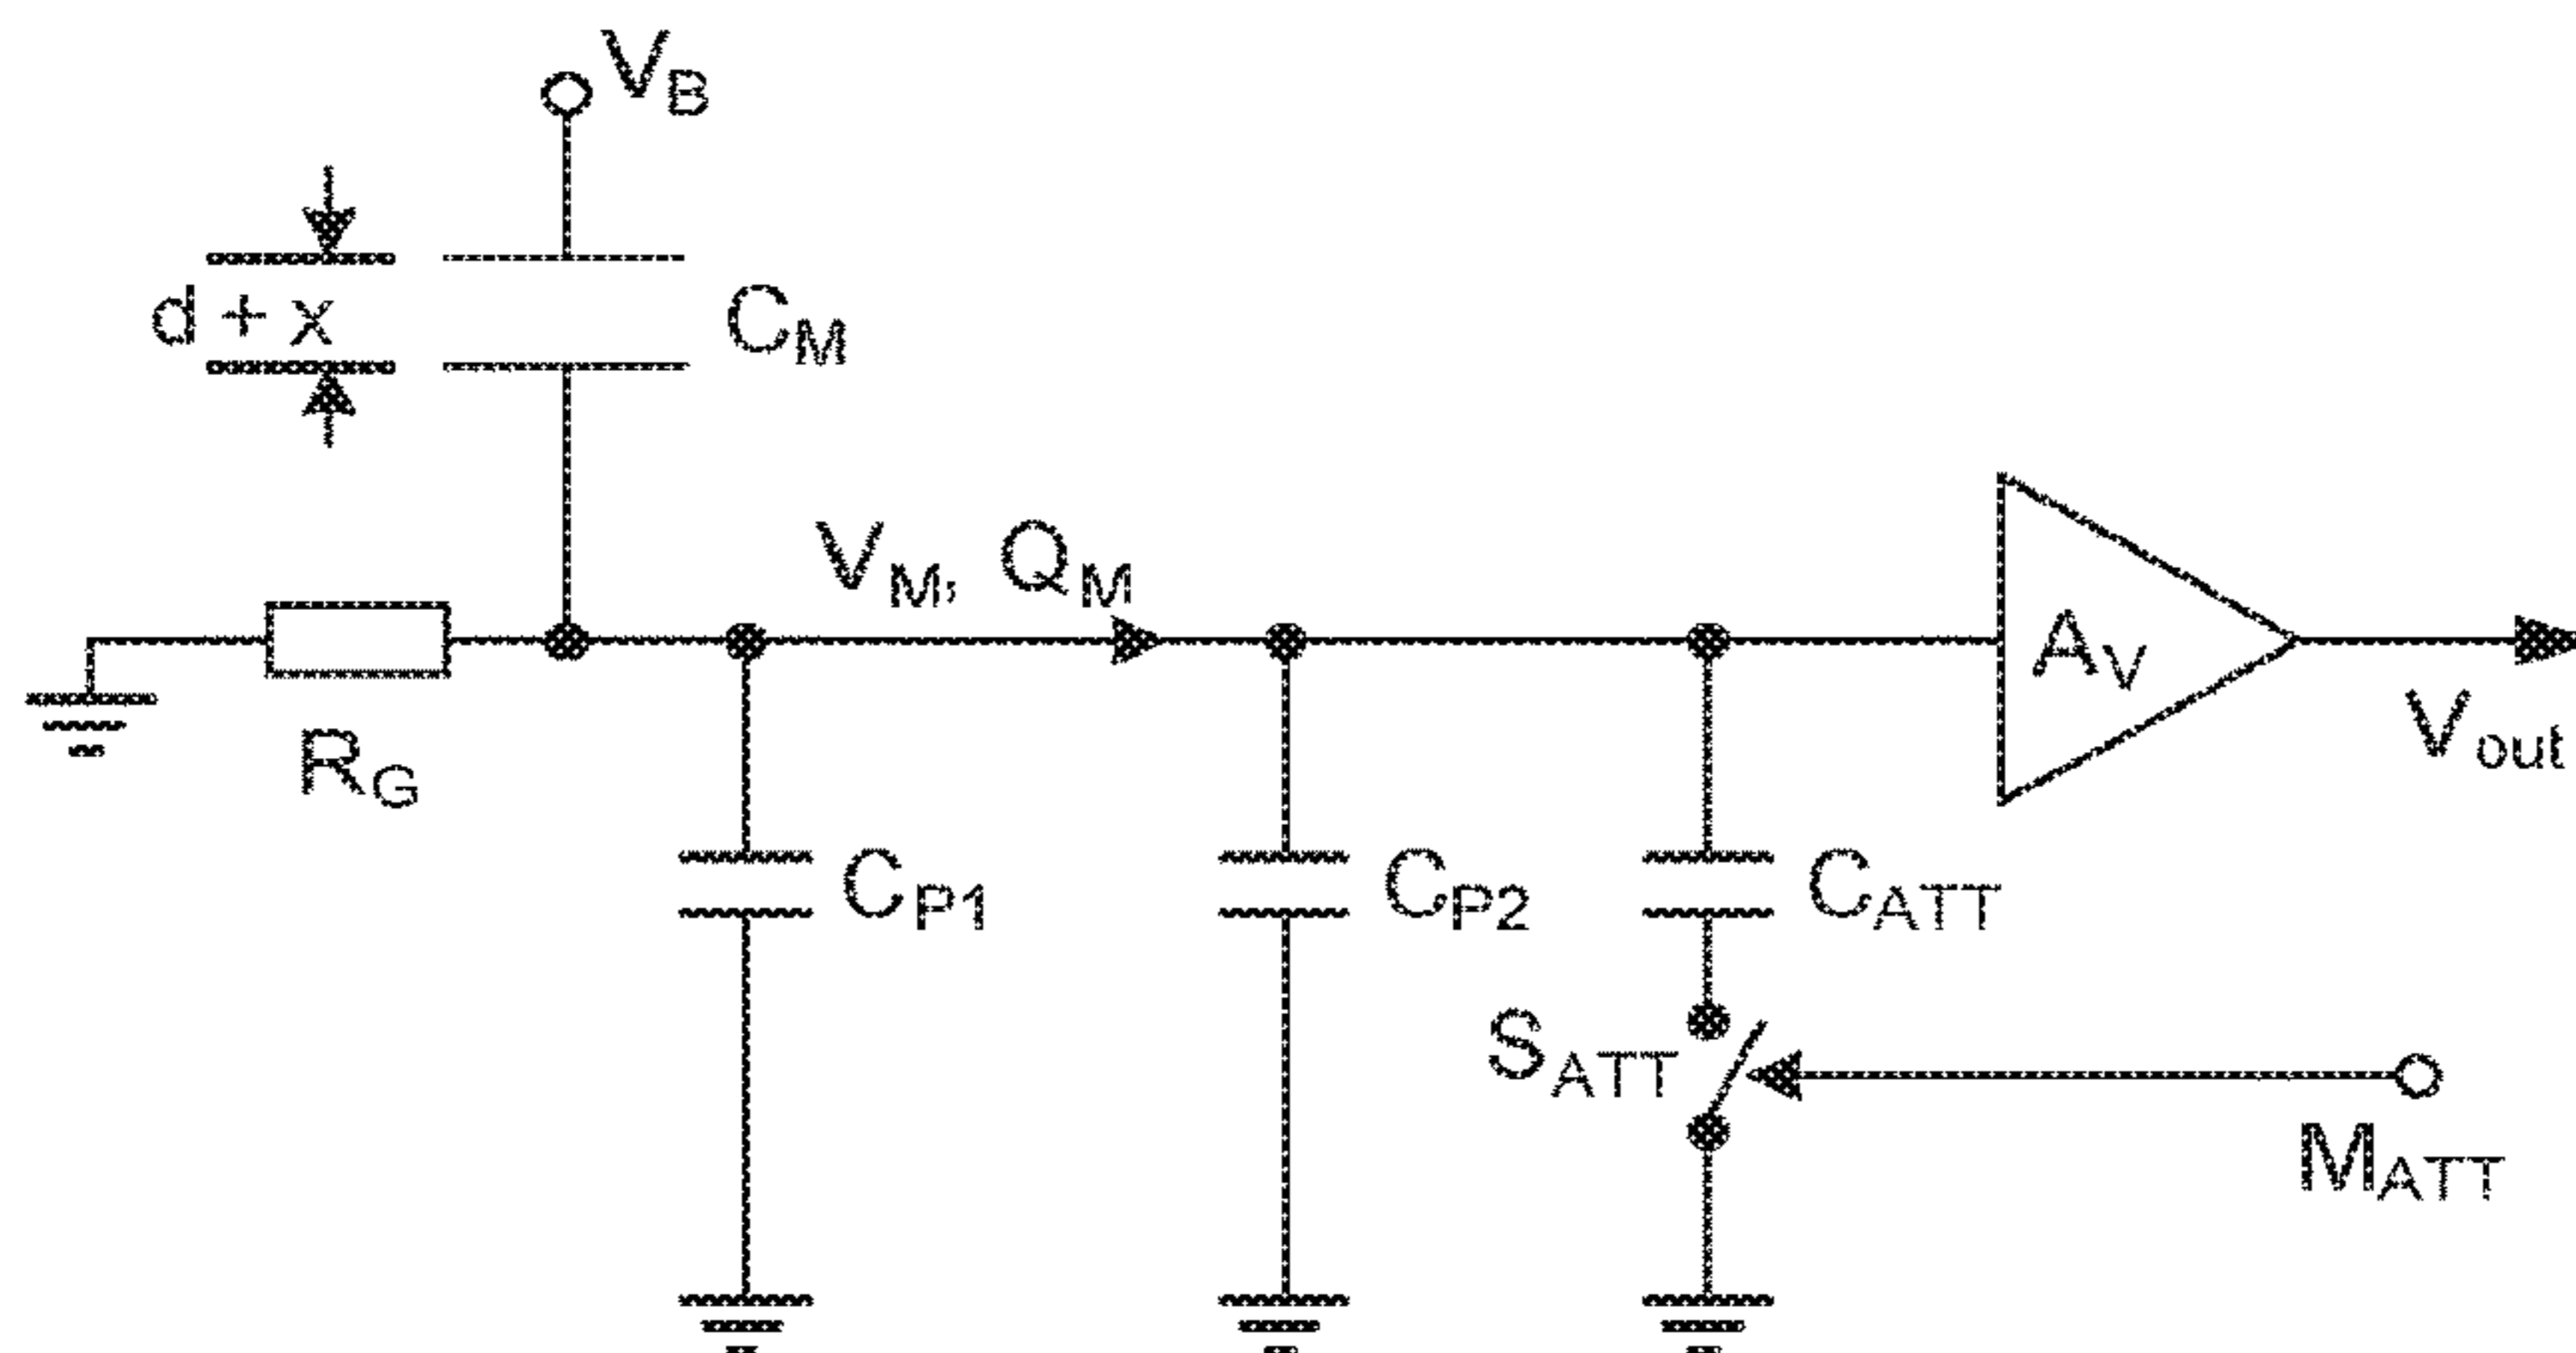 VB
d + x
CM
VM, QM
AV
RG
Vout
CP1
CP2
CATT
SATT
MATT